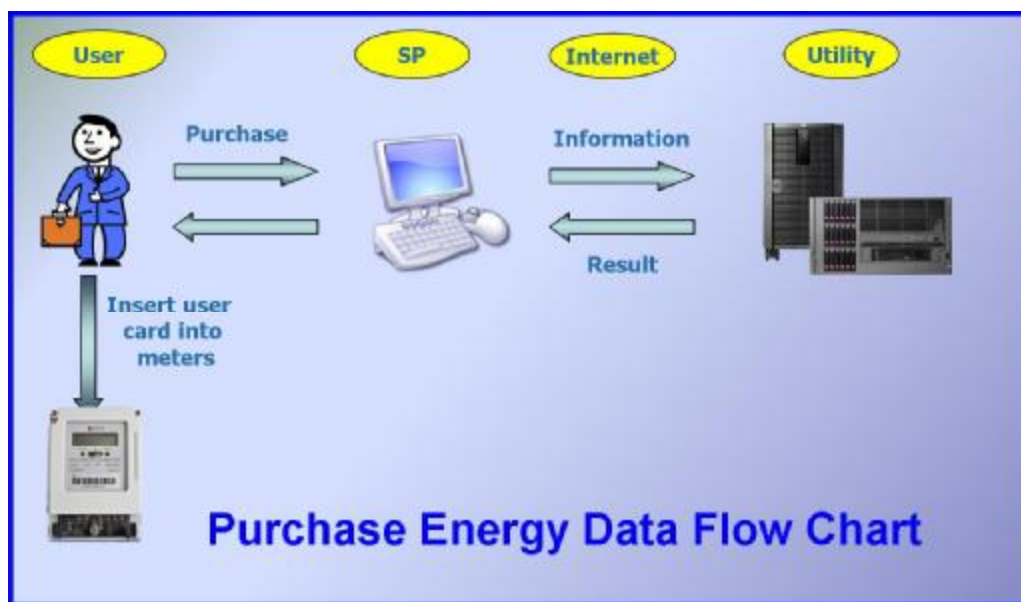 User
SP
Internet
Utility
Purchase
Information
Result
Insert user
card into
meters
Purchase Energy Data Flow Chart